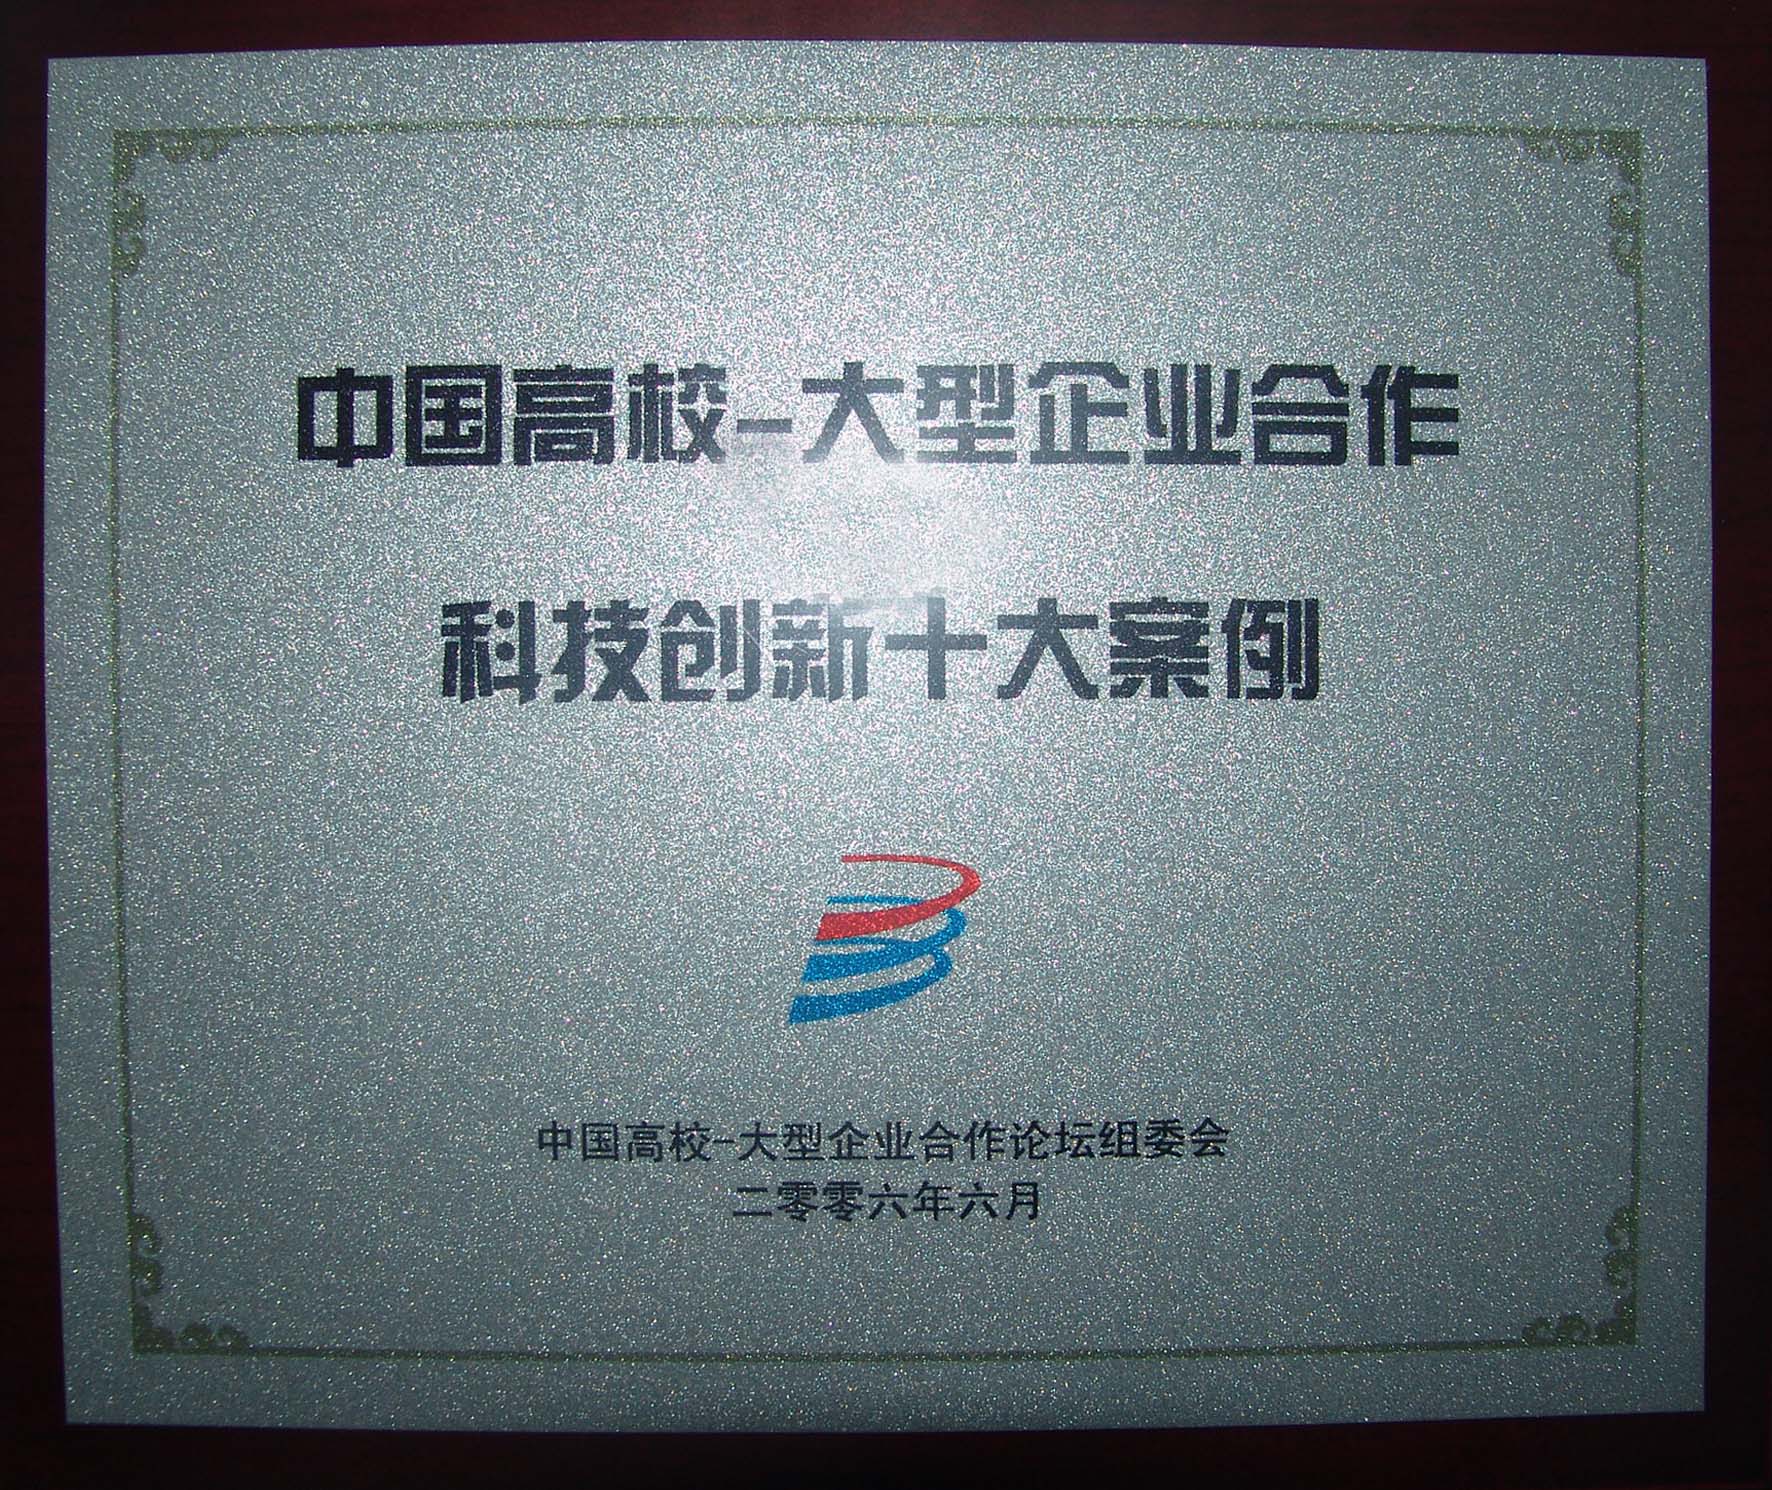 中国高校-大型企业合作
科技创新十大案例
中国高校-大型企业合作论坛组委会
二零零六年六月